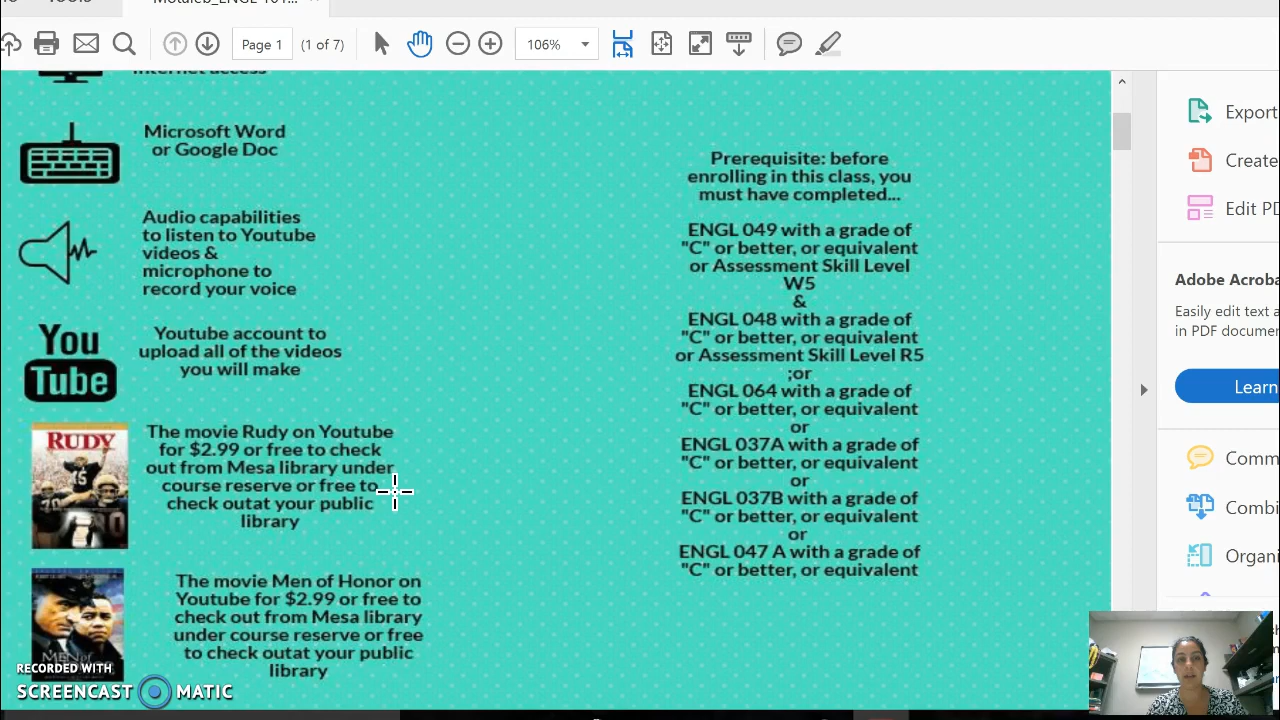 Page 1
(1 of 7)
106%
internet access
Microsoft Word
or Google Doc
Audio capabilities
to listen to Youtube
videos &
microphone to
record your voice
You
Tube
Youtube account to
upload all of the videos
you will make
RUDY
The movie Rudy on Youtube
for $2.99 or free to check
out from Mesa library under
course reserve or free to
check outat your public
library
The movie Men of Honor on
Youtube for $2.99 or free to
check out from Mesa library
under course reserve or free
to check outat your public
library
RECORDED WITH
SCREENCAST MATIC
Prerequisite: before
enrolling in this class, you
must have completed...
ENGL 049 with a grade of
"C" or better, or equivalent
or Assessment Skill Level
W5
&
ENGL 048 with a grade of
"C" or better, or equivalent
or Assessment Skill Level R5
;or
ENGL 064 with a grade of
"C" or better, or equivalent
or
ENGL 037A with a grade of
"C" or better, or equivalent
or
ENGL 037B with a grade of
"C" or better, or equivalent
or
ENGL 047 A with a grade of
"C" or better, or equivalent
Export
Create
Edit PD
Adobe Acroba
Easily edit text a
in PDF documen
Learn
Comm
Combi
Organi